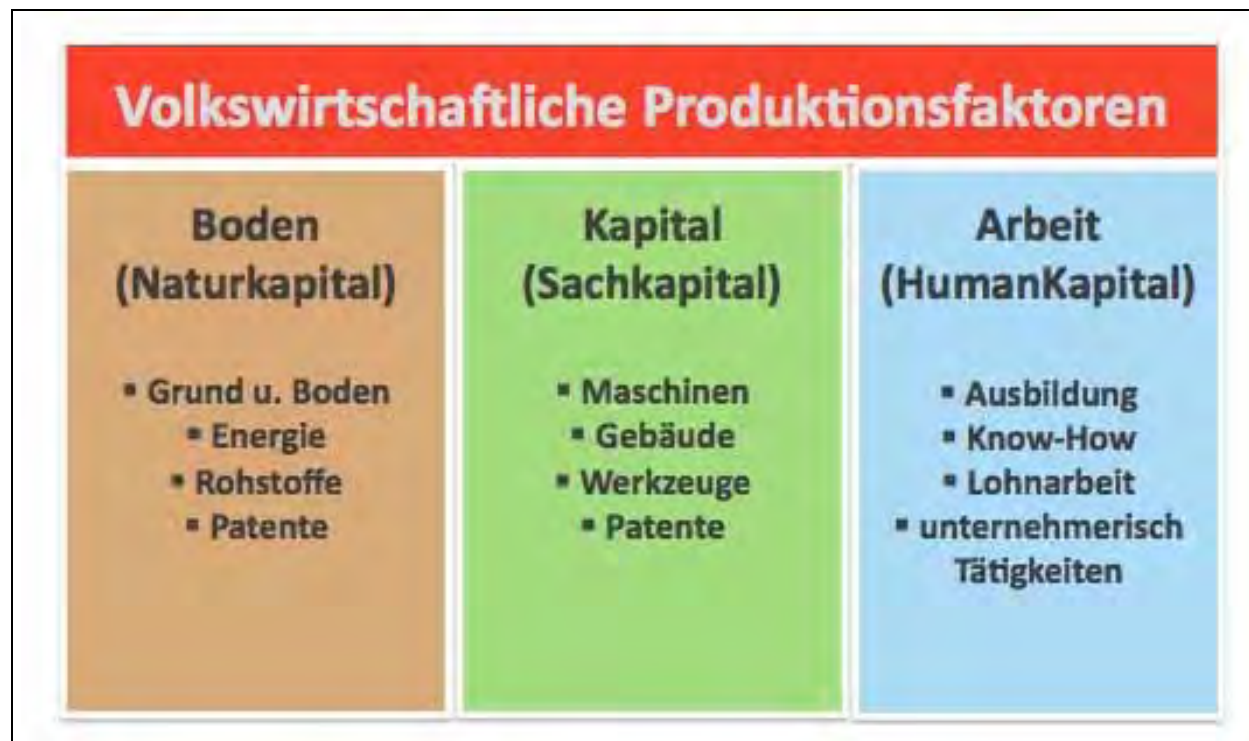 Volkswirtschaftliche Produktionsfaktoren
Boden
(Naturkapital)
▪ Grund u. Boden
▪ Energie
▪ Rohstoffe
▪ Patente
Kapital
(Sachkapital)
▪ Maschinen
▪ Gebäude
▪ Werkzeuge
▪ Patente
Arbeit
(HumanKapital)
▪ Ausbildung
▪ Know-How
▪ Lohnarbeit
▪ unternehmerisch
Tätigkeiten